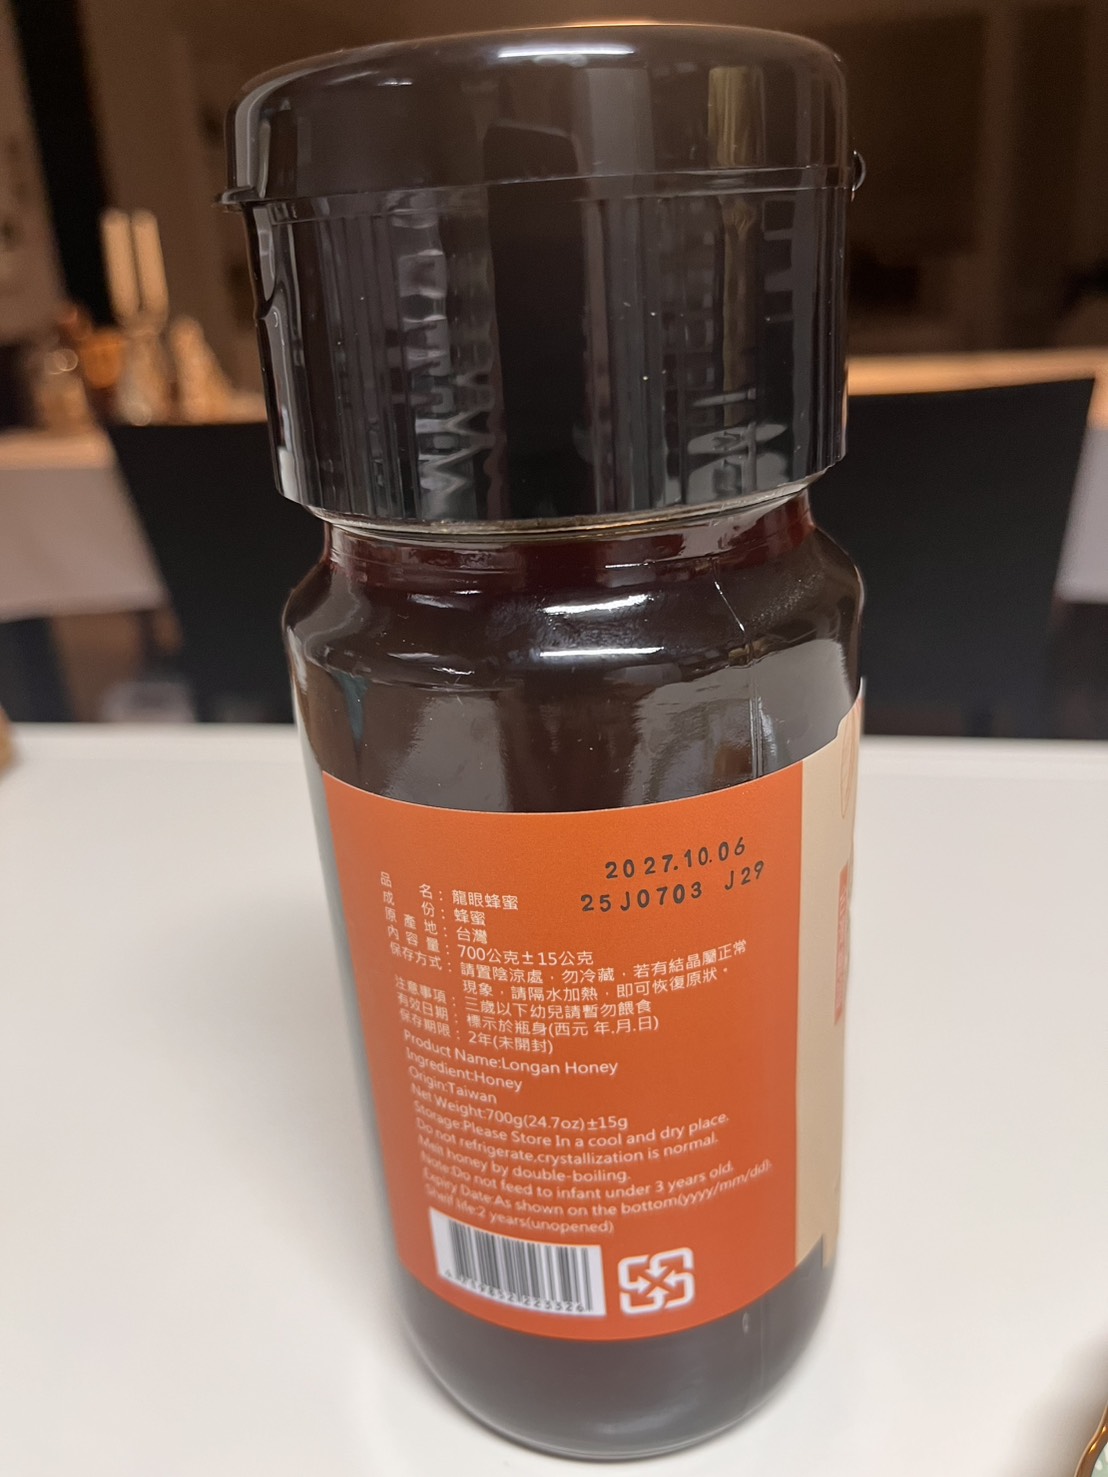 2027.10.06
25J0703 J29
品名：龍眼蜂蜜
成份：蜂蜜
原產地：台灣
內容量：700公克±15公克
保存方式：請置陰涼處，勿冷藏，若有結晶屬正常
現象，請隔水加熱，即可恢復原狀。
注意事項：三歲以下幼兒請暫勿餵食
有效日期：標示於瓶身(西元 年.月.日)
保存期限：2年(未開封)
Product Name:Longan Honey
Ingredient:Honey
Origin:Taiwan
Net Weight:700g(24.7oz)±15g
Storage:Please Store In a cool and dry place.
Do not refrigerate,crystallization is normal.
Melt honey by double-boiling.
Note:Do not feed to infant under 3 years old.
Expiry Date:As shown on the bottom(yyyy/mm/dd).
Shelf life:2 years(unopened)